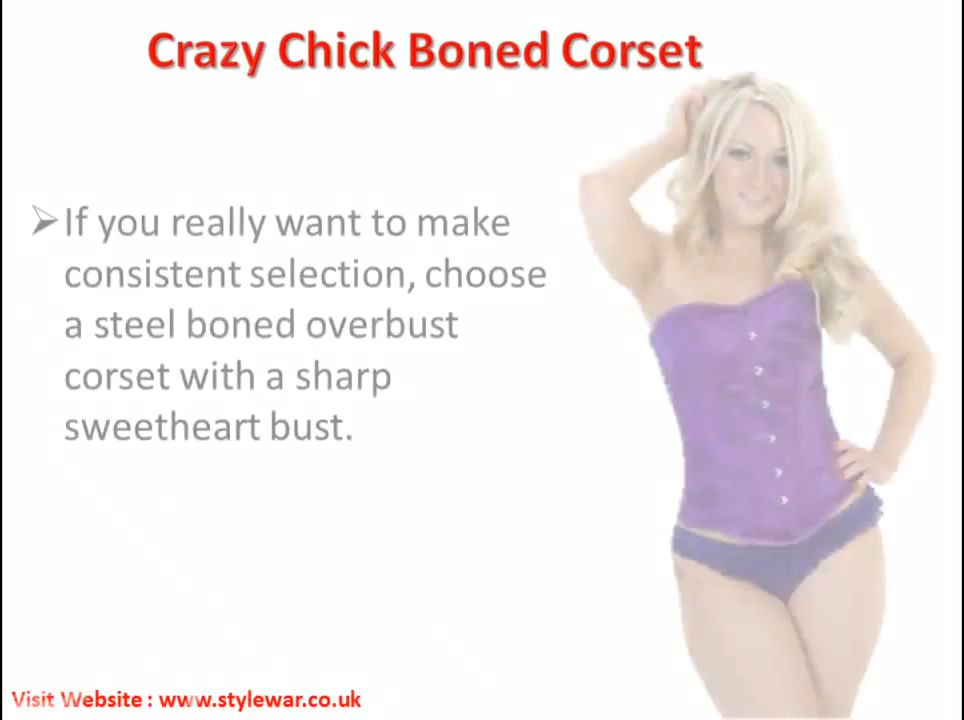 Crazy Chick Boned Corset
➢If you really want to make
consistent selection, choose
a steel boned overbust
corset with a sharp
sweetheart bust.
Visit Website : www.stylewar.co.uk